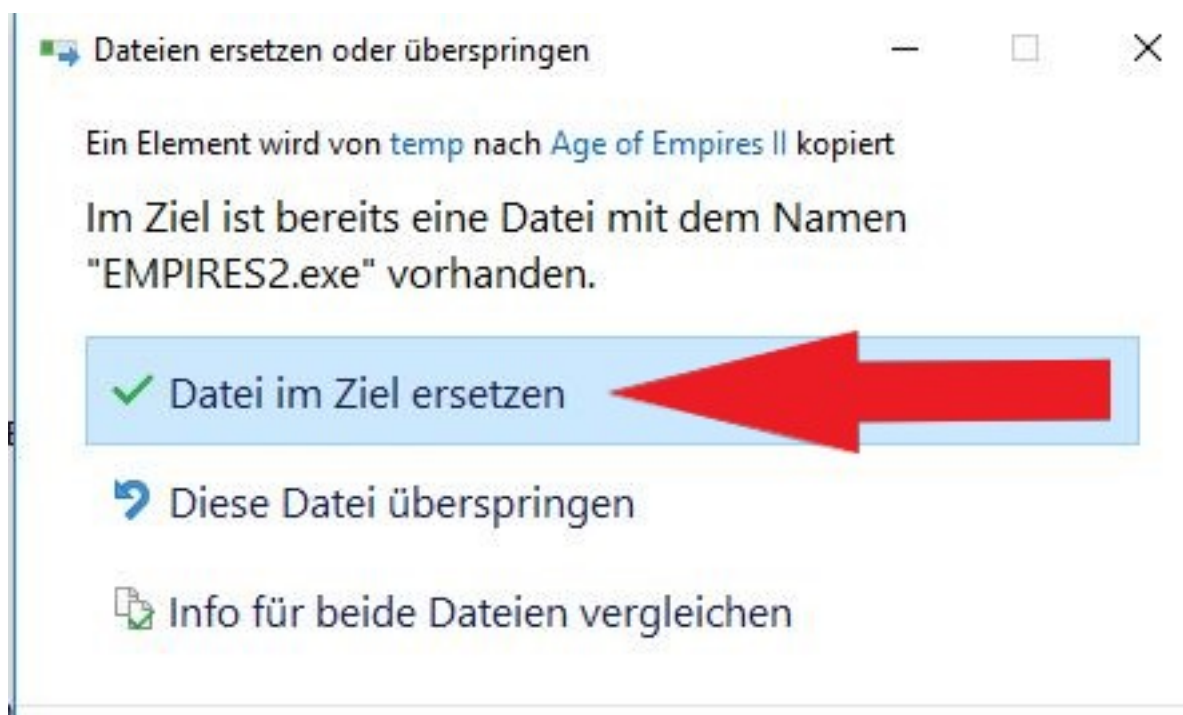 Dateien ersetzen oder überspringen
Ein Element wird von temp nach Age of Empires II kopiert
Im Ziel ist bereits eine Datei mit dem Namen
"EMPIRES2.exe" vorhanden.
Datei im Ziel ersetzen
Diese Datei überspringen
Info für beide Dateien vergleichen